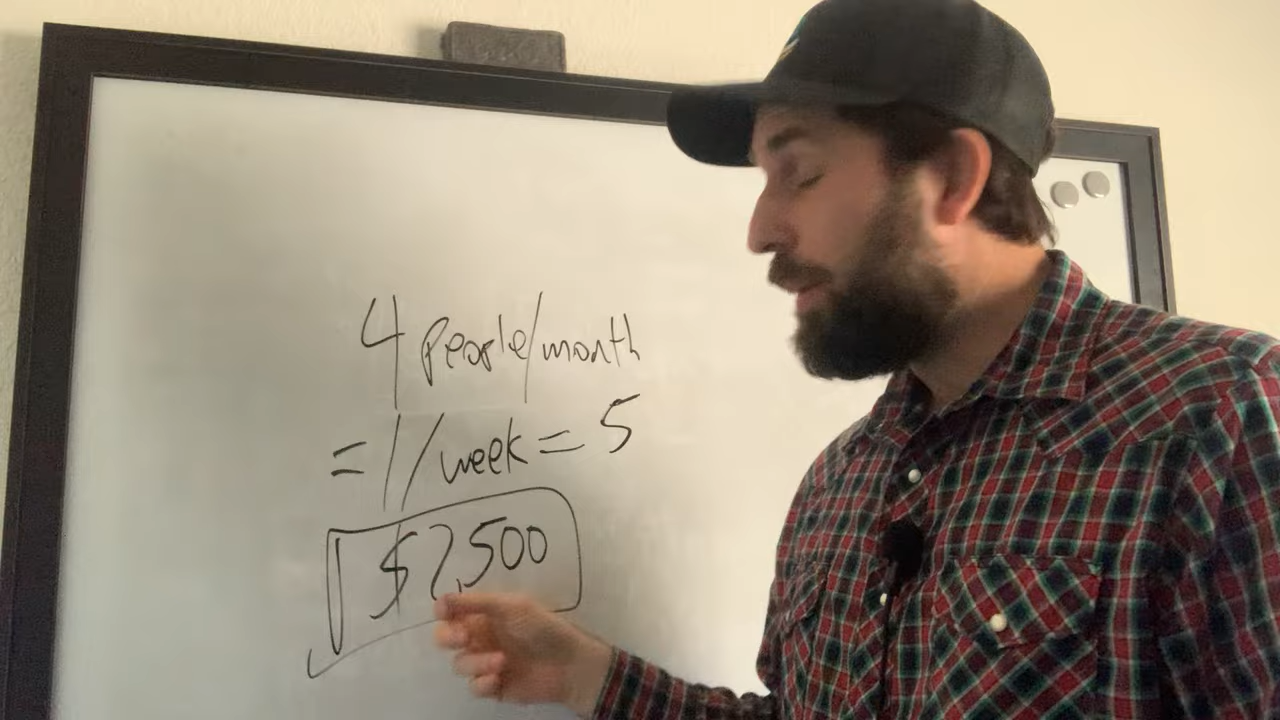 4 People/month
= 1/week = 5
$2,500